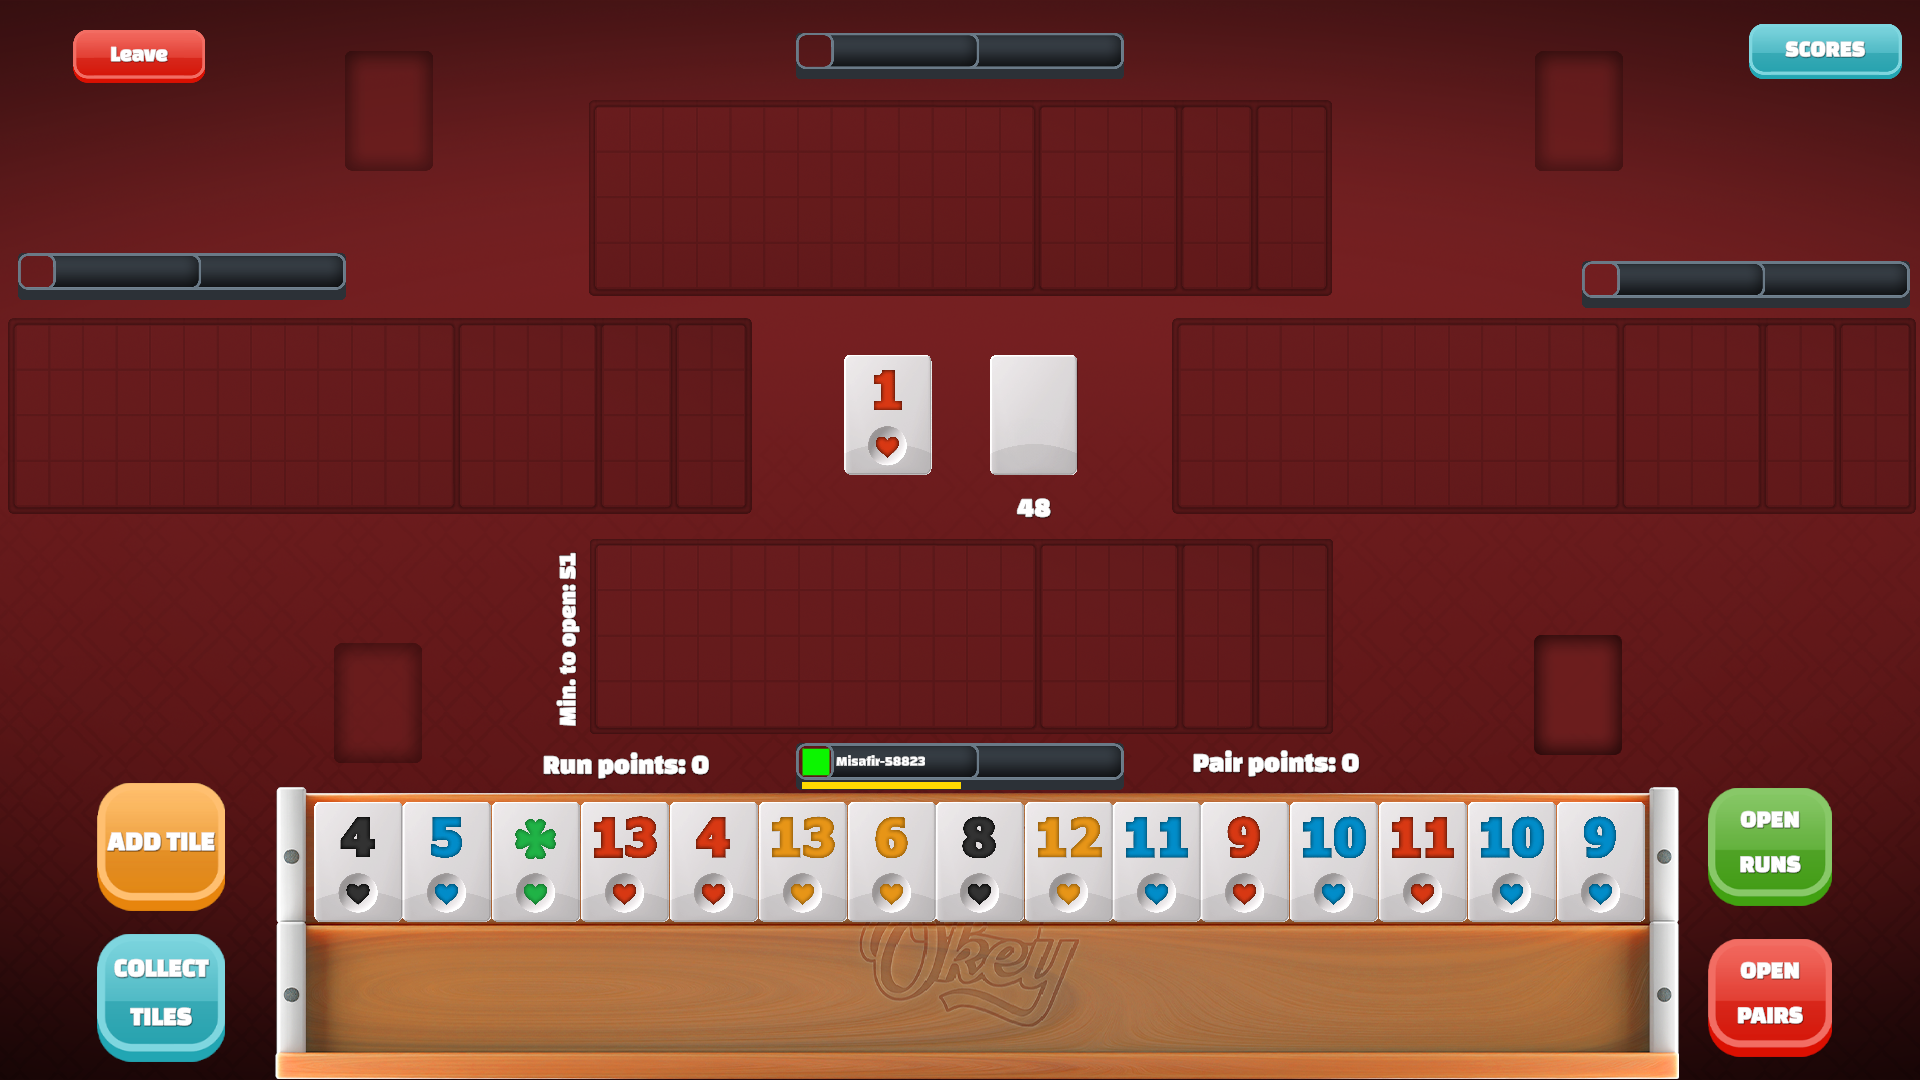 Leave
SCORES
1
48
Min. to open: 51
Run points: 0
Misafir-58823
Pair points: 0
ADD TILE
4 5 13 4 13 6 8 12 11 9 10 11 10 9
OPEN
RUNS
Okey
COLLECT
TILES
OPEN
PAIRS